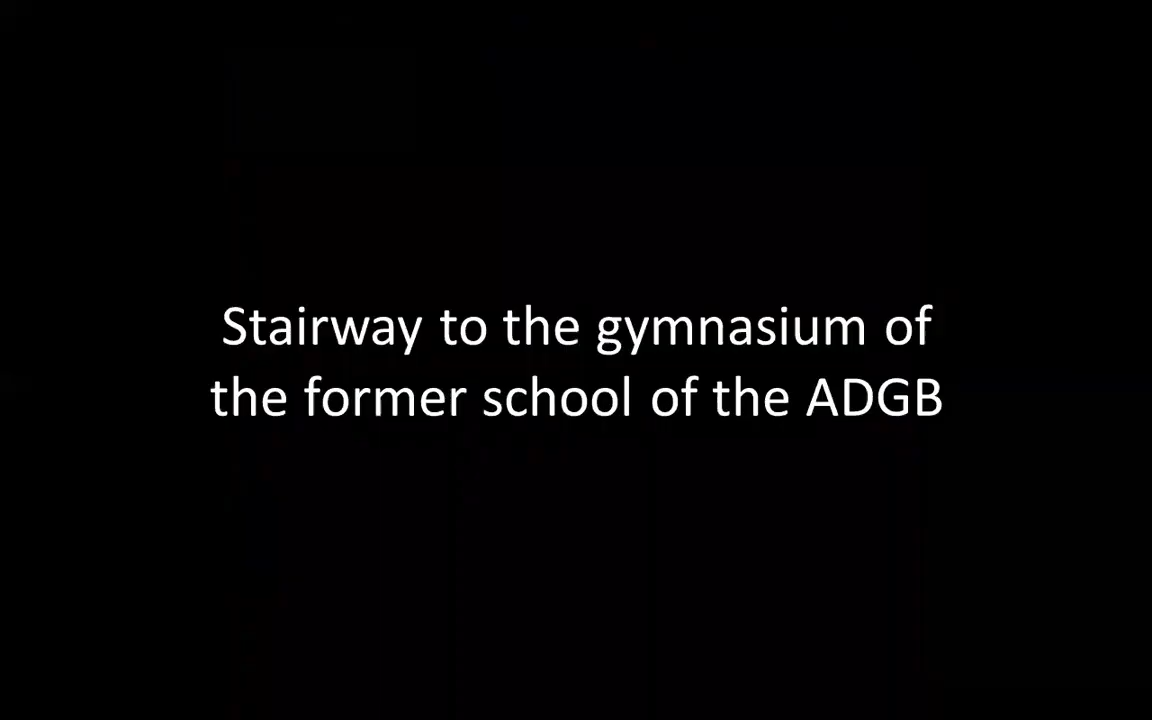 Stairway to the gymnasium of
the former school of the ADGB